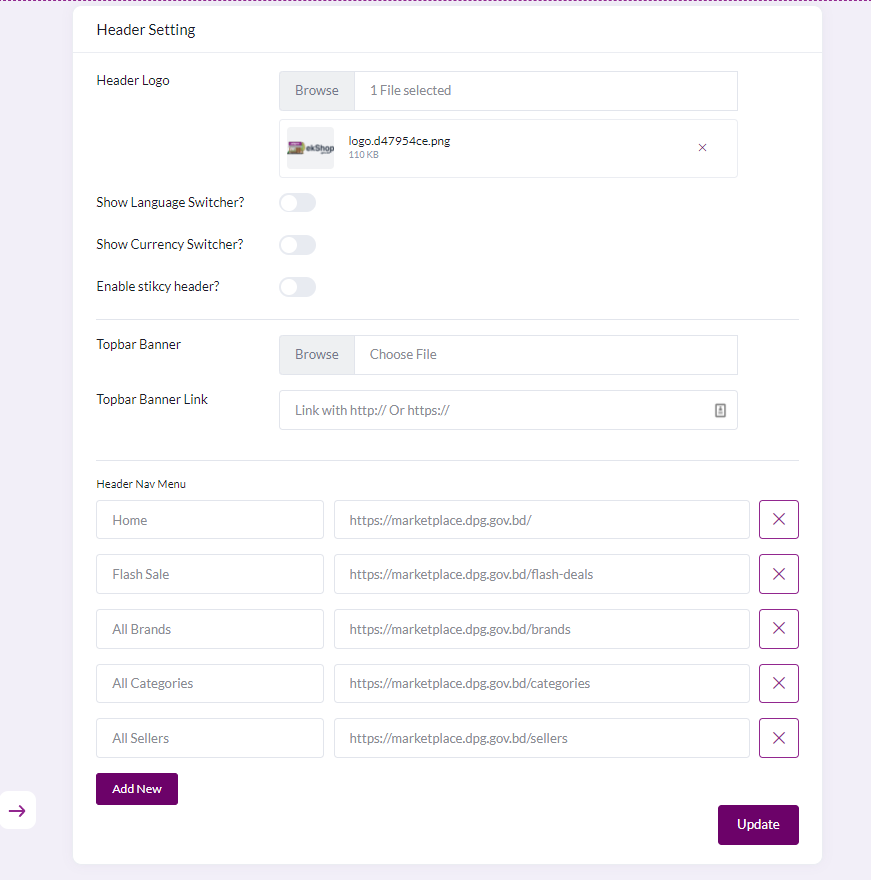 Header Setting
Header Logo
Browse 1 File selected
ekShop
logo.d47954ce.png
110 KB
Show Language Switcher?
Show Currency Switcher?
Enable stikcy header?
Topbar Banner
Browse Choose File
Topbar Banner Link
Link with http:// Or https://
Header Nav Menu
Home https://marketplace.dpg.gov.bd/
Flash Sale https://marketplace.dpg.gov.bd/flash-deals
All Brands https://marketplace.dpg.gov.bd/brands
All Categories https://marketplace.dpg.gov.bd/categories
All Sellers https://marketplace.dpg.gov.bd/sellers
Add New
Update